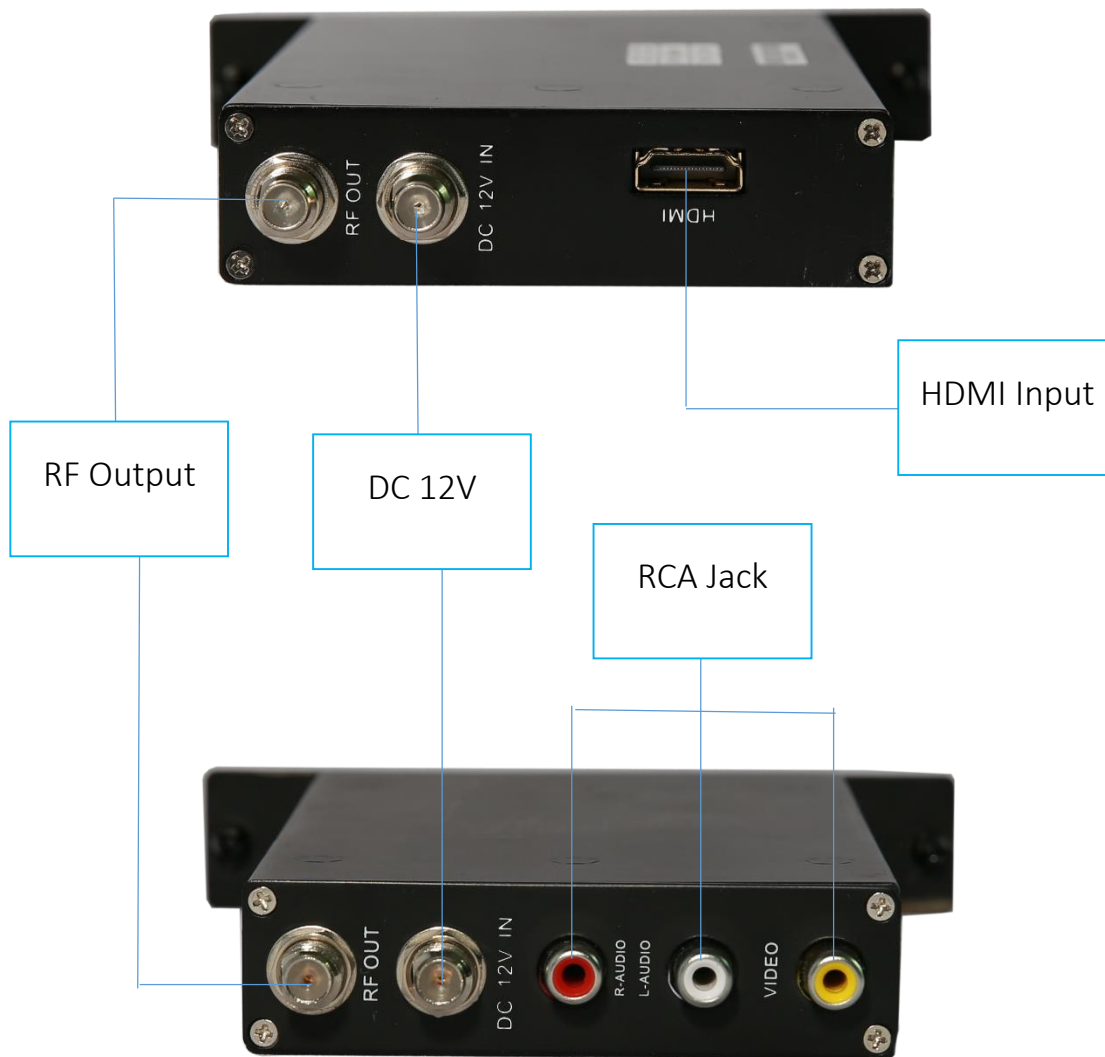 RF OUT
DC 12V IN
HDMI
HDMI Input
RF Output
DC 12V
RCA Jack
RF OUT
DC 12V IN
R-AUDIO
L-AUDIO
VIDEO